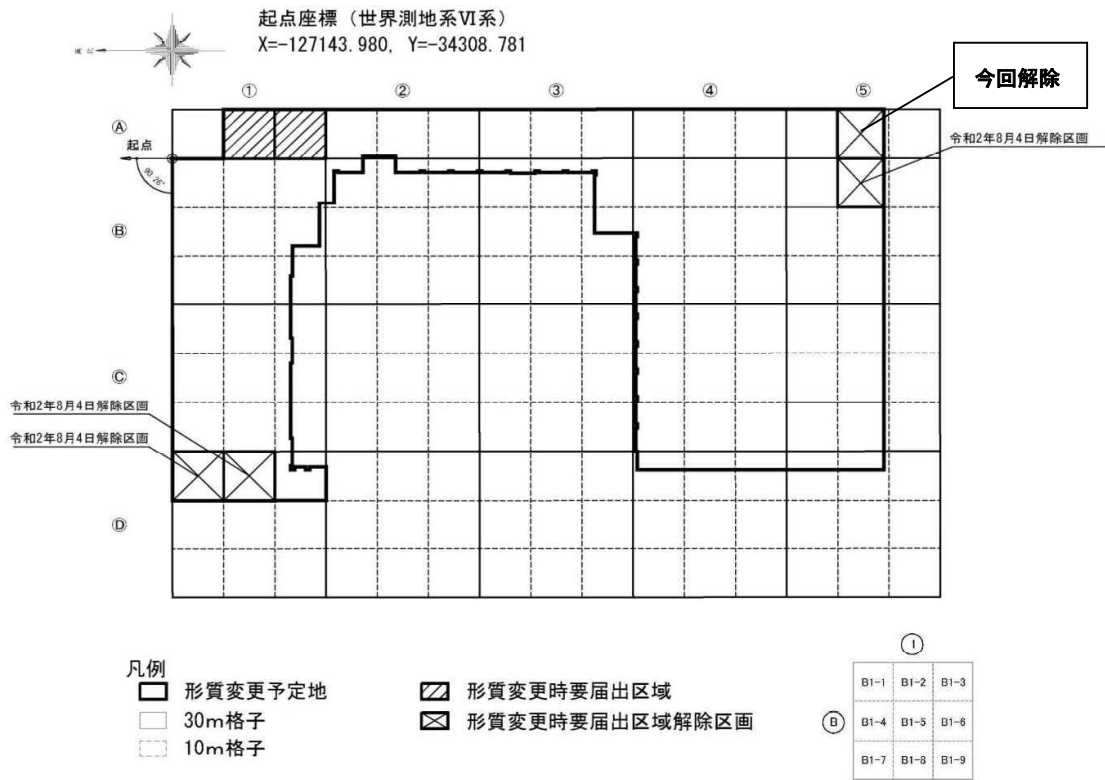 起点座標（世界測地系Ⅵ系）
X=-127143.980, Y=-34308.781
今回解除
① ② ③ ④ ⑤
Ⓐ
起点
90.26°
令和2年8月4日解除区画
Ⓑ
Ⓒ
令和2年8月4日解除区画
令和2年8月4日解除区画
Ⓓ
凡例
形質変更予定地
30m格子
10m格子
形質変更時要届出区域
形質変更時要届出区域解除区画
①
Ⓑ
B1-1 B1-2 B1-3
B1-4 B1-5 B1-6
B1-7 B1-8 B1-9